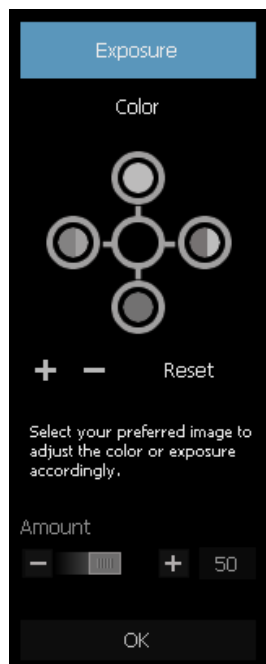 Exposure
Color
+ − Reset
Select your preferred image to
adjust the color or exposure
accordingly.
Amount
− + 50
OK